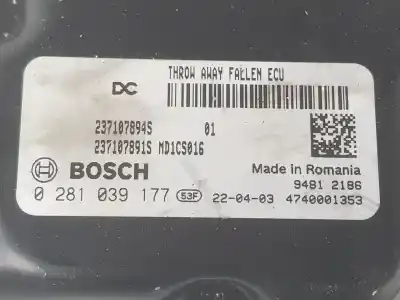 THROW AWAY FALLEN ECU
DC
237107894S 01
237107891S MD1CS016
BOSCH
Made in Romania
9481 2186
0 281 039 177 53F 22-04-03 4740001353